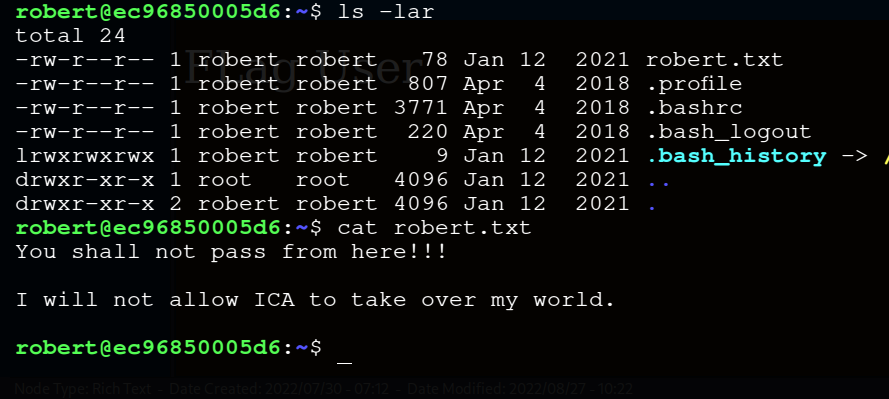 robert@ec96850005d6:~$ ls -lar
total 24
-rw-r--r-- 1 robert robert   78 Jan 12  2021 robert.txt
-rw-r--r-- 1 robert robert  807 Apr  4  2018 .profile
-rw-r--r-- 1 robert robert 3771 Apr  4  2018 .bashrc
-rw-r--r-- 1 robert robert  220 Apr  4  2018 .bash_logout
lrwxrwxrwx 1 robert robert    9 Jan 12  2021 .bash_history -> /
drwxr-xr-x 1 root   root   4096 Jan 12  2021 ..
drwxr-xr-x 2 robert robert 4096 Jan 12  2021 .
robert@ec96850005d6:~$ cat robert.txt
You shall not pass from here!!!
I will not allow ICA to take over my world.
robert@ec96850005d6:~$ _
FLag User
Node Type: Rich Text - Date Created: 2022/07/30 - 07:12 - Date Modified: 2022/08/27 - 10:22